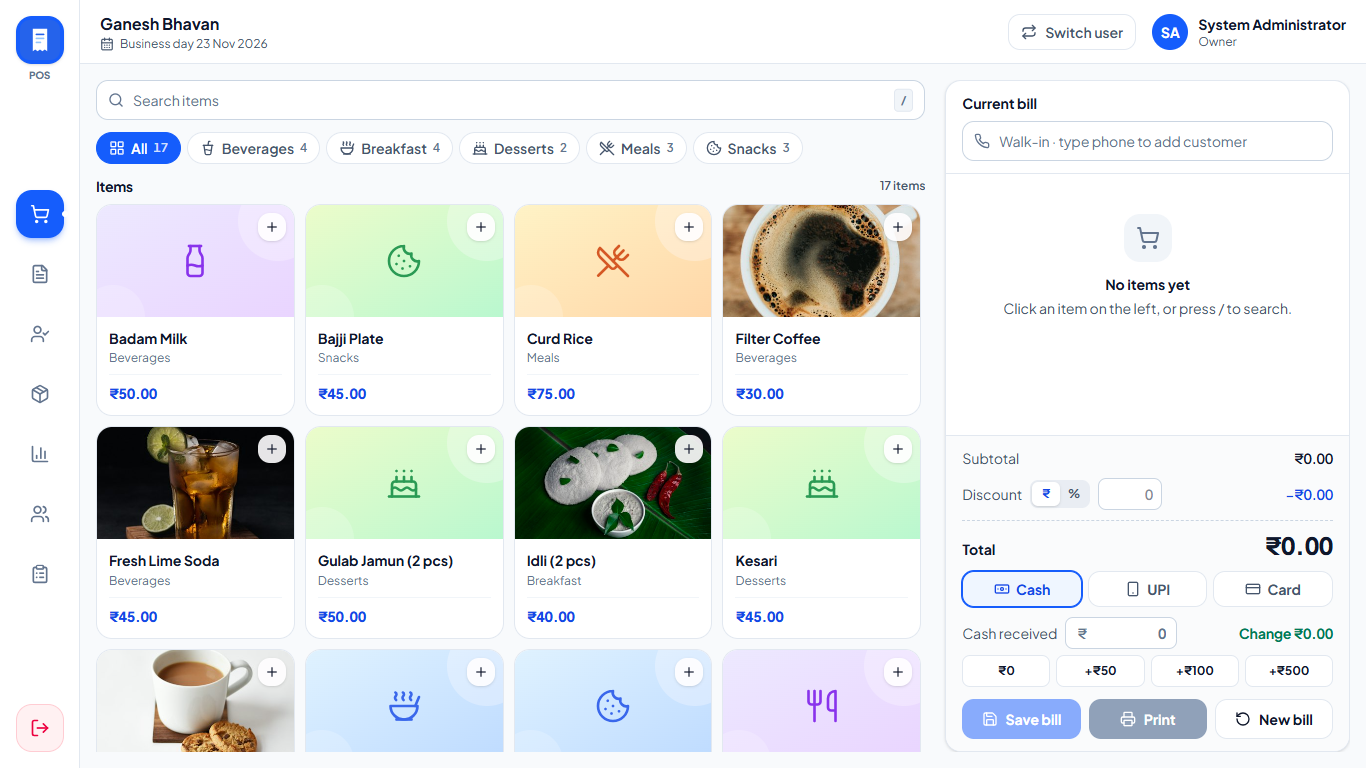 Ganesh Bhavan
Business day 23 Nov 2026
Switch user
SA
System Administrator
Owner
POS
Search items
/
All 17
Beverages 4
Breakfast 4
Desserts 2
Meals 3
Snacks 3
Items
17 items
Badam Milk
Beverages
₹50.00
Bajji Plate
Snacks
₹45.00
Curd Rice
Meals
₹75.00
Filter Coffee
Beverages
₹30.00
Fresh Lime Soda
Beverages
₹45.00
Gulab Jamun (2 pcs)
Desserts
₹50.00
Idli (2 pcs)
Breakfast
₹40.00
Kesari
Desserts
₹45.00
Current bill
Walk-in · type phone to add customer
No items yet
Click an item on the left, or press / to search.
Subtotal
₹0.00
Discount
₹ %
0
−₹0.00
Total
₹0.00
Cash
UPI
Card
Cash received
₹ 0
Change ₹0.00
₹0
+₹50
+₹100
+₹500
Save bill
Print
New bill